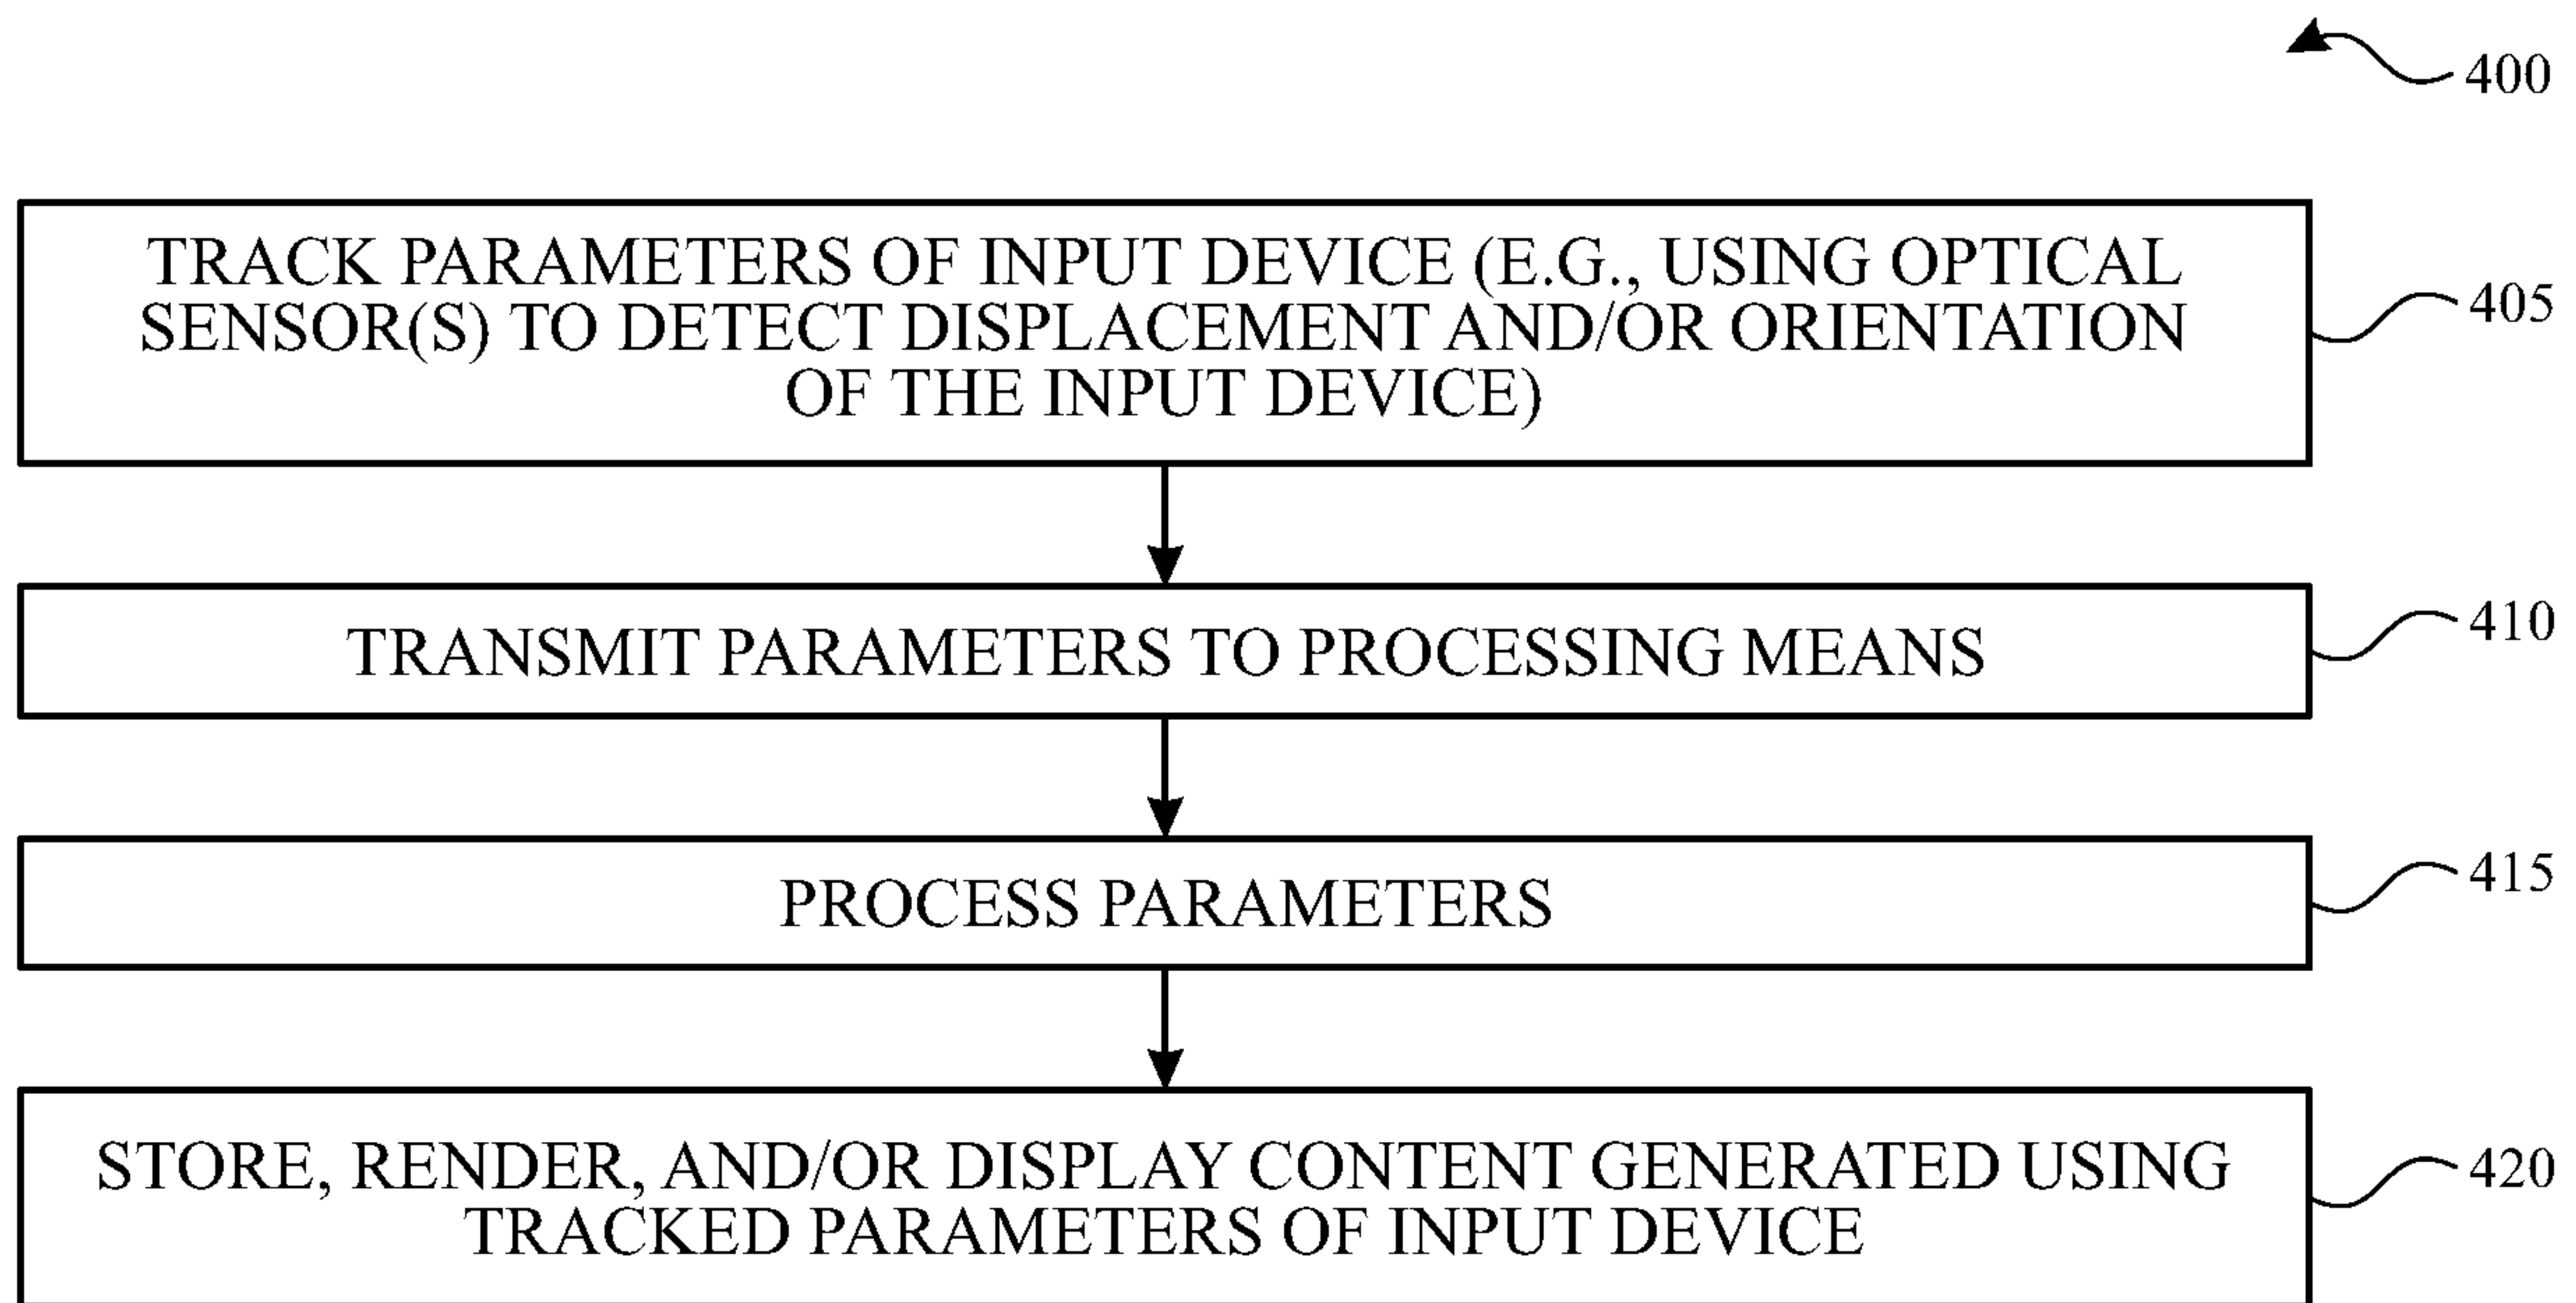 400
TRACK PARAMETERS OF INPUT DEVICE (E.G., USING OPTICAL
SENSOR(S) TO DETECT DISPLACEMENT AND/OR ORIENTATION
OF THE INPUT DEVICE)
405
TRANSMIT PARAMETERS TO PROCESSING MEANS
410
PROCESS PARAMETERS
415
STORE, RENDER, AND/OR DISPLAY CONTENT GENERATED USING
TRACKED PARAMETERS OF INPUT DEVICE
420